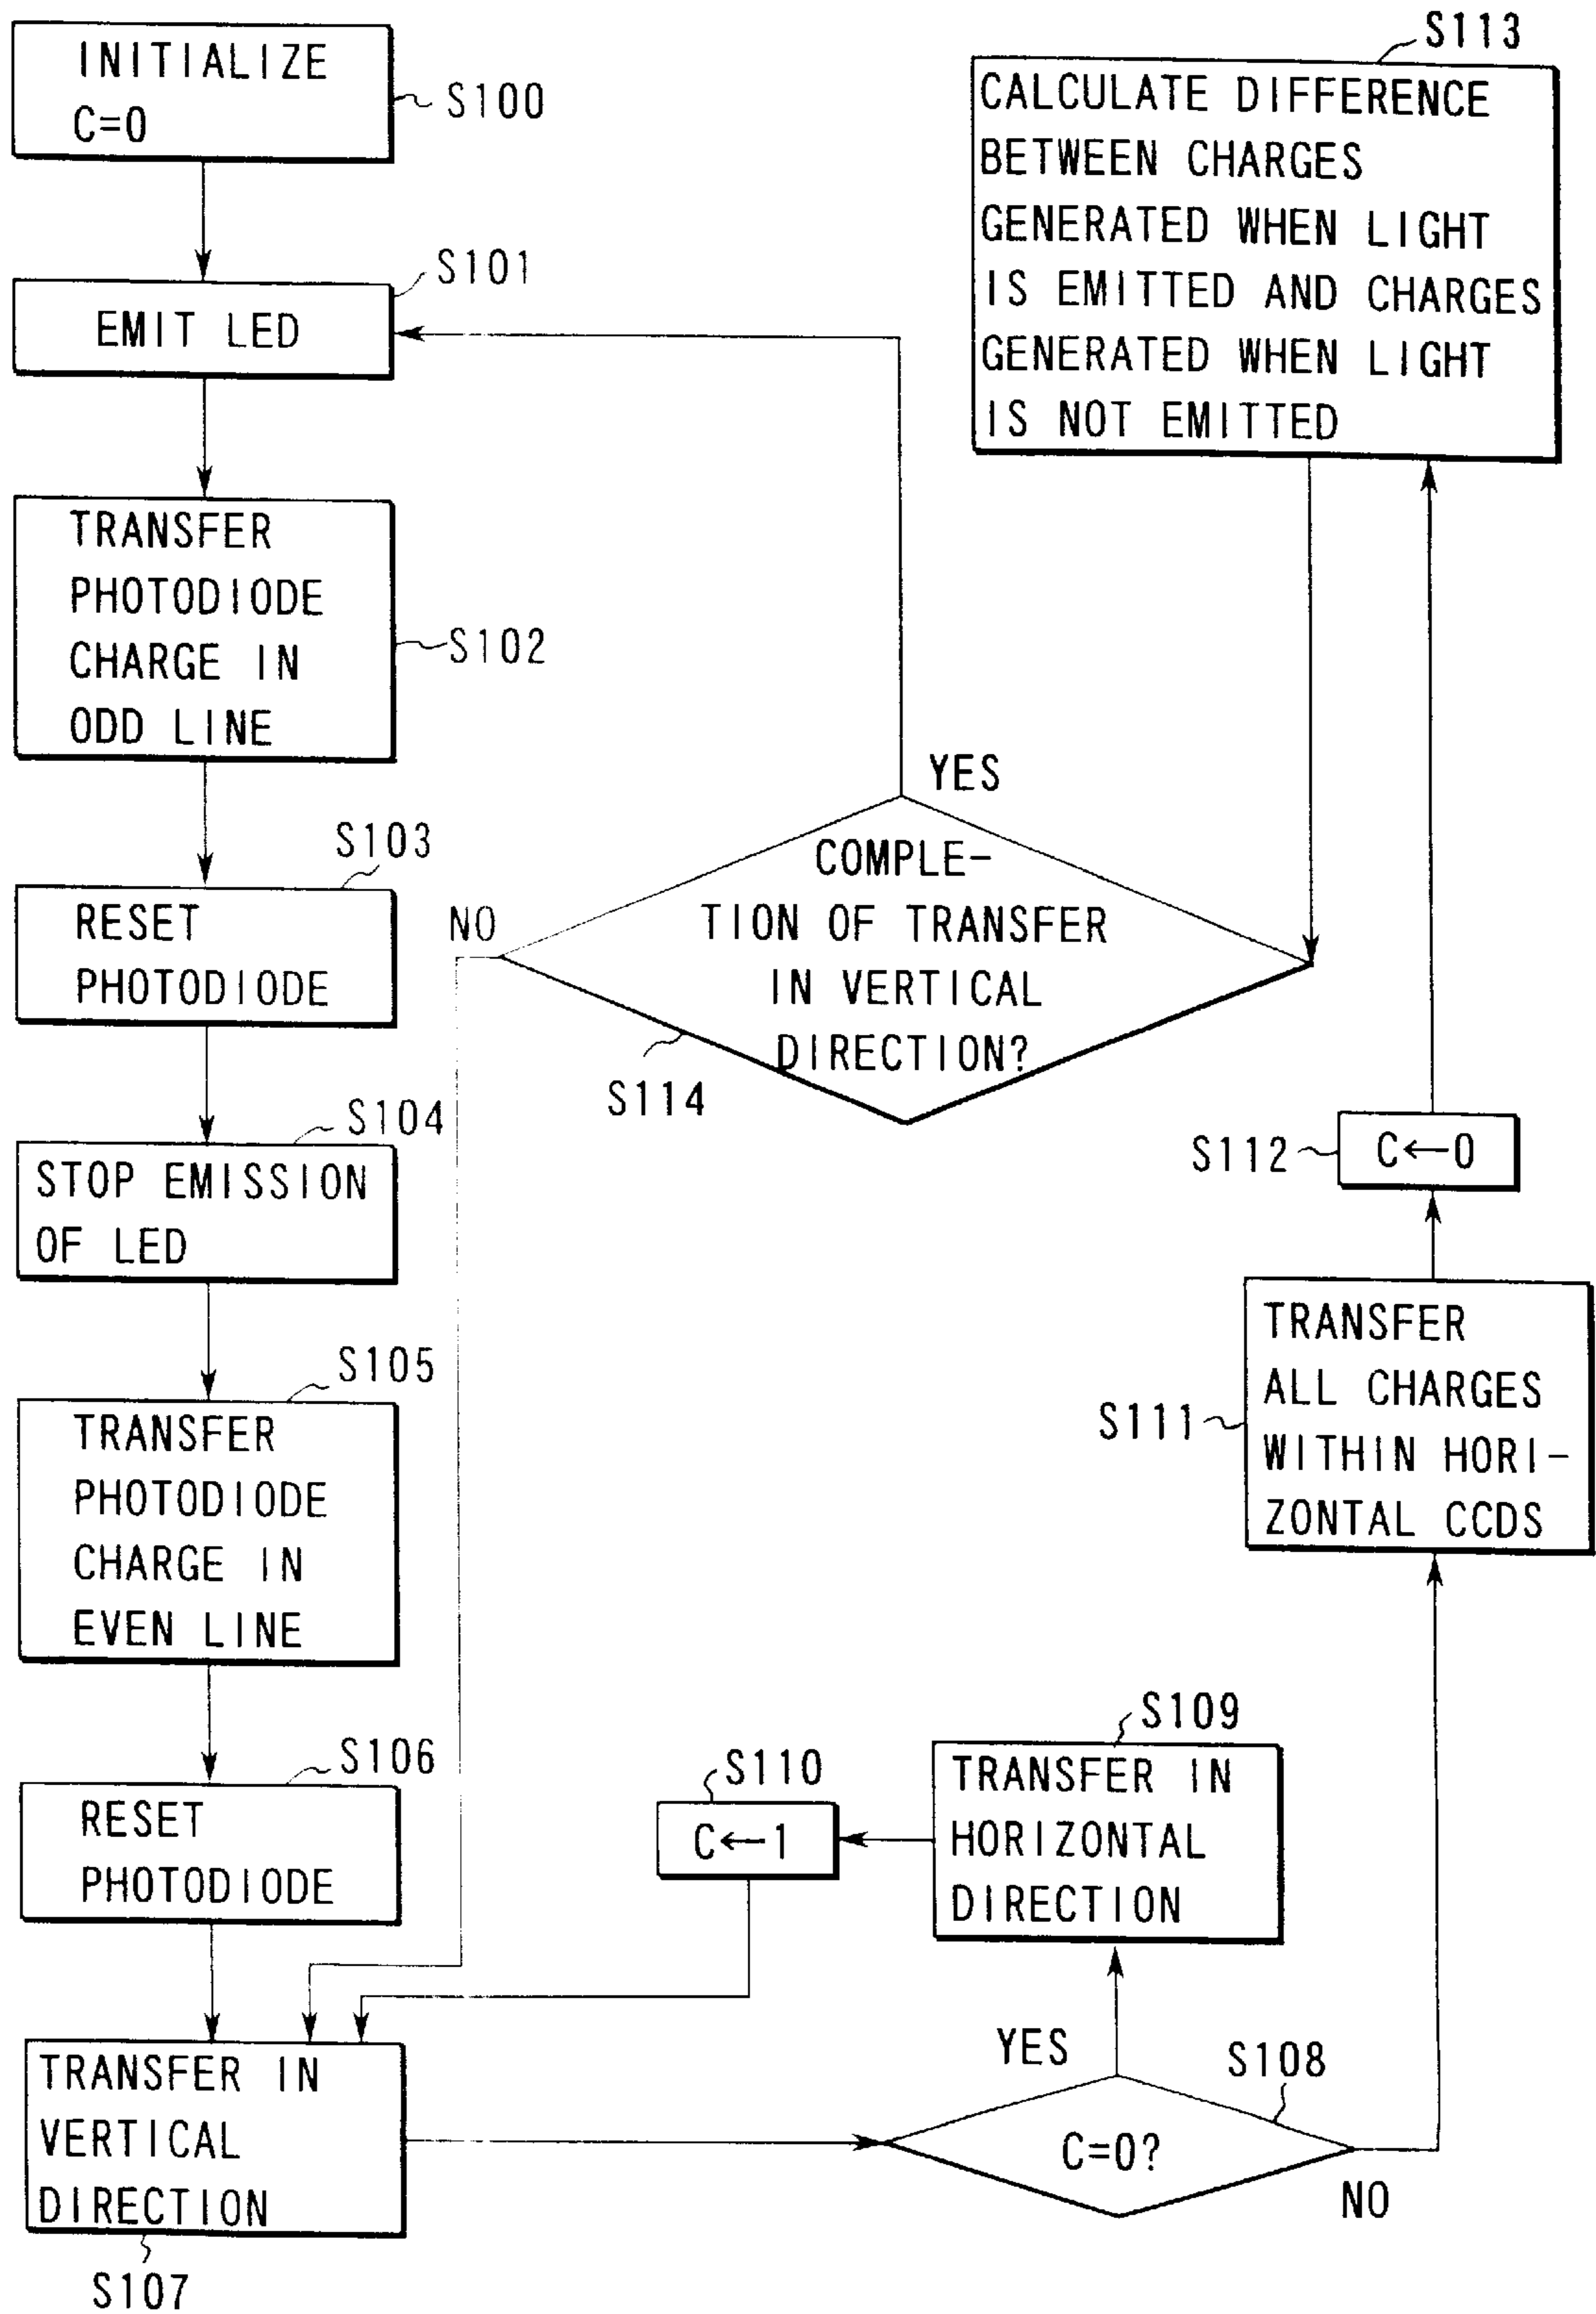 INITIALIZE
C=0
S100
S101
EMIT LED
TRANSFER
PHOTODIODE
CHARGE IN
ODD LINE
S102
S103
RESET
PHOTODIODE
S104
STOP EMISSION
OF LED
S105
TRANSFER
PHOTODIODE
CHARGE IN
EVEN LINE
S106
RESET
PHOTODIODE
TRANSFER IN
VERTICAL
DIRECTION
S107
YES
S108
C=0?
NO
S109
TRANSFER IN
HORIZONTAL
DIRECTION
S110
C←1
TRANSFER
ALL CHARGES
WITHIN HORI-
ZONTAL CCDS
S111
S112
C←0
S113
CALCULATE DIFFERENCE
BETWEEN CHARGES
GENERATED WHEN LIGHT
IS EMITTED AND CHARGES
GENERATED WHEN LIGHT
IS NOT EMITTED
YES
COMPLE-
TION OF TRANSFER
IN VERTICAL
DIRECTION?
NO
S114